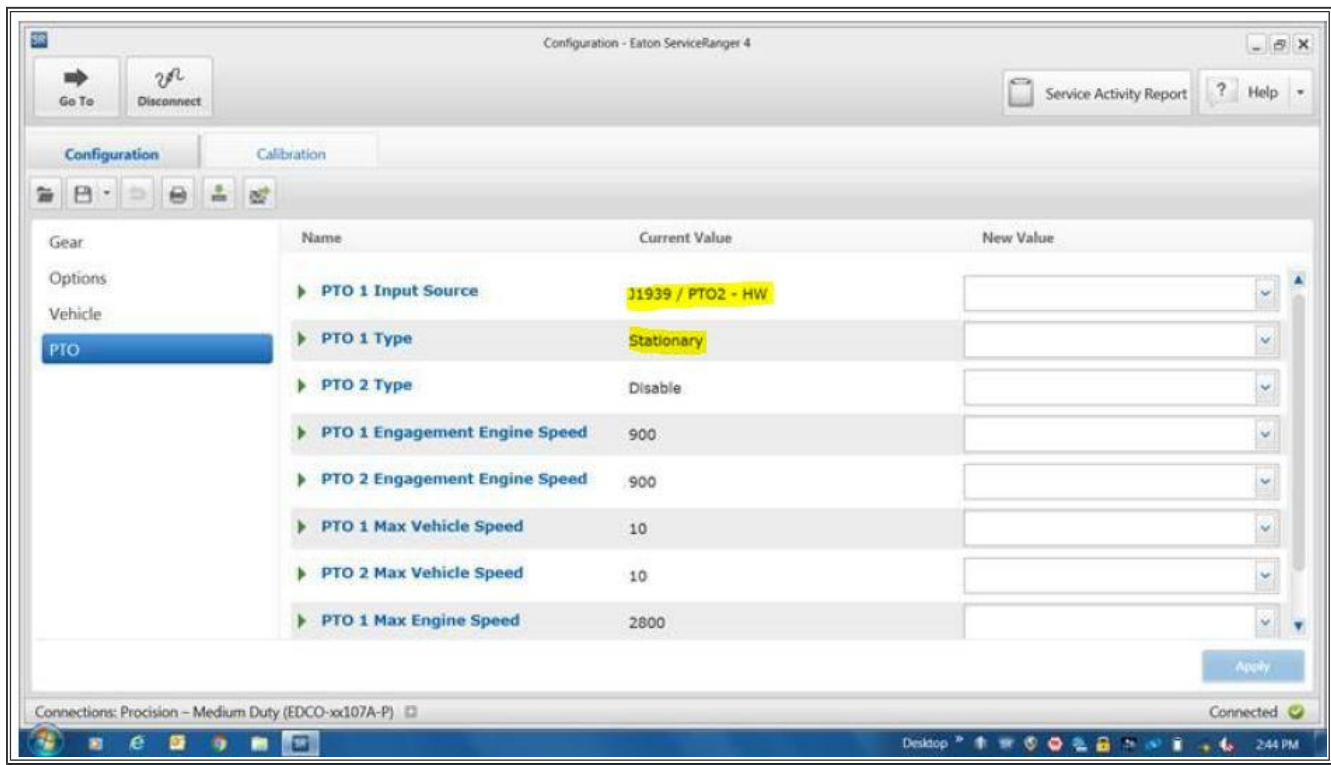 SR
Configuration - Eaton ServiceRanger 4
Go To
Disconnect
Service Activity Report
? Help
Configuration
Calibration
Name
Current Value
New Value
Gear
Options
Vehicle
PTO
PTO 1 Input Source
J1939 / PTO2 - HW
PTO 1 Type
Stationary
PTO 2 Type
Disable
PTO 1 Engagement Engine Speed
900
PTO 2 Engagement Engine Speed
900
PTO 1 Max Vehicle Speed
10
PTO 2 Max Vehicle Speed
10
PTO 1 Max Engine Speed
2800
Apply
Connections: Procision – Medium Duty (EDCO-xx107A-P)
Connected
SR
Desktop
2:44 PM